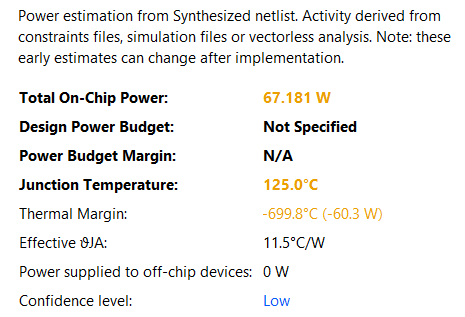 Power estimation from Synthesized netlist. Activity derived from
constraints files, simulation files or vectorless analysis. Note: these
early estimates can change after implementation.
Total On-Chip Power: 67.181 W
Design Power Budget: Not Specified
Power Budget Margin: N/A
Junction Temperature: 125.0°C
Thermal Margin: -699.8°C (-60.3 W)
Effective ϑJA: 11.5°C/W
Power supplied to off-chip devices: 0 W
Confidence level: Low